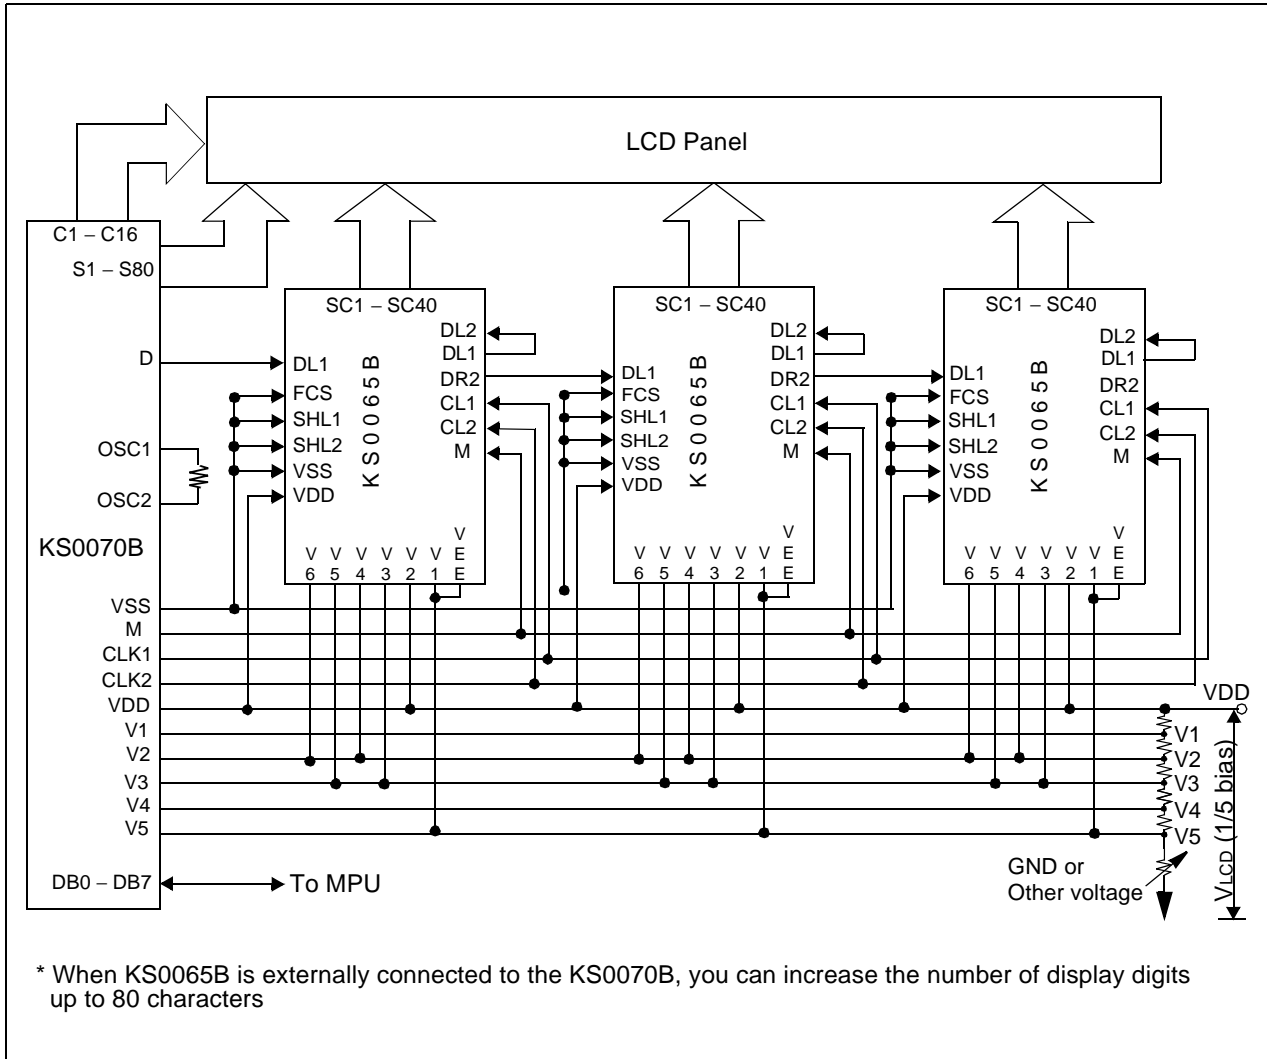 LCD Panel
C1 – C16
S1 – S80
D
OSC1
OSC2
KS0070B
VSS
M
CLK1
CLK2
VDD
V1
V2
V3
V4
V5
DB0 – DB7
To MPU
SC1 – SC40
DL1
FCS
SHL1
SHL2
VSS
VDD
KS0065B
DL2
DL1
DR2
CL1
CL2
M
V6
V5
V4
V3
V2
V1
VEE
SC1 – SC40
DL1
FCS
SHL1
SHL2
VSS
VDD
KS0065B
DL2
DL1
DR2
CL1
CL2
M
V6
V5
V4
V3
V2
V1
VEE
SC1 – SC40
DL1
FCS
SHL1
SHL2
VSS
VDD
KS0065B
DL2
DL1
DR2
CL1
CL2
M
V6
V5
V4
V3
V2
V1
VEE
VDD
V1
V2
V3
V4
V5
VLCD (1/5 bias)
GND or
Other voltage
* When KS0065B is externally connected to the KS0070B, you can increase the number of display digits
up to 80 characters